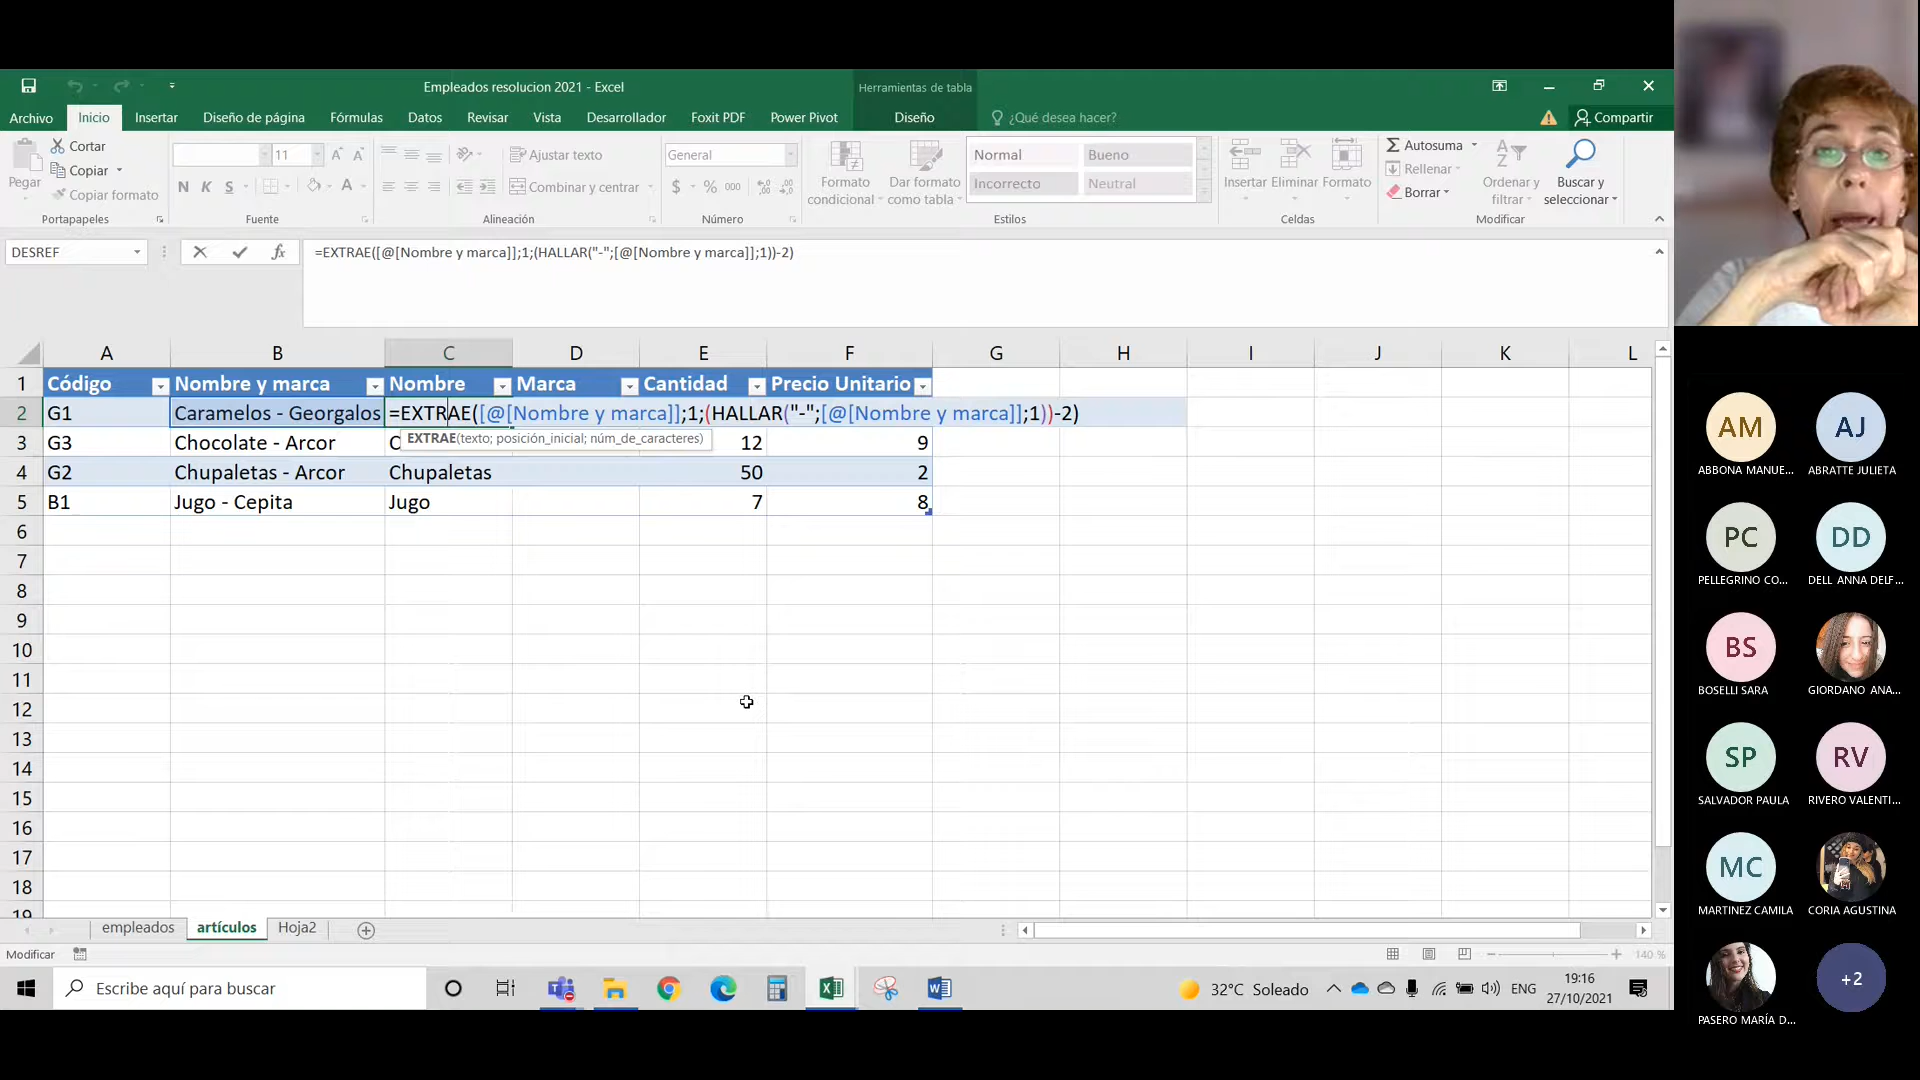 Empleados resolucion 2021 - Excel
Herramientas de tabla
Archivo
Inicio
Insertar
Diseño de página
Fórmulas
Datos
Revisar
Vista
Desarrollador
Foxit PDF
Power Pivot
Diseño
¿Qué desea hacer?
Compartir
Pegar
Cortar
Copiar
Copiar formato
Portapapeles
11
N K S
Fuente
Ajustar texto
Combinar y centrar
Alineación
General
$ % 000
Número
Formato condicional
Dar formato como tabla
Normal
Bueno
Incorrecto
Neutral
Estilos
Insertar
Eliminar
Formato
Celdas
Autosuma
Rellenar
Borrar
Ordenar y filtrar
Buscar y seleccionar
Modificar
DESREF
fx
=EXTRAE([@[Nombre y marca]];1;(HALLAR("-";[@[Nombre y marca]];1))-2)
A B C D E F G H I J K L
1 Código Nombre y marca Nombre Marca Cantidad Precio Unitario
2 G1 Caramelos - Georgalos =EXTRAE([@[Nombre y marca]];1;(HALLAR("-";[@[Nombre y marca]];1))-2)
EXTRAE(texto; posición_inicial; núm_de_caracteres)
3 G3 Chocolate - Arcor C 12 9
4 G2 Chupaletas - Arcor Chupaletas 50 2
5 B1 Jugo - Cepita Jugo 7 8
6
7
8
9
10
11
12
13
14
15
16
17
18
19
empleados
artículos
Hoja2
Modificar
140 %
Escribe aquí para buscar
32°C Soleado
ENG
19:16
27/10/2021
AM
ABBONA MANUE...
AJ
ABRATTE JULIETA
PC
PELLEGRINO CO...
DD
DELL ANNA DELF...
BS
BOSELLI SARA
GIORDANO ANA...
SP
SALVADOR PAULA
RV
RIVERO VALENTI...
MC
MARTINEZ CAMILA
CORIA AGUSTINA
PASERO MARÍA D...
+2